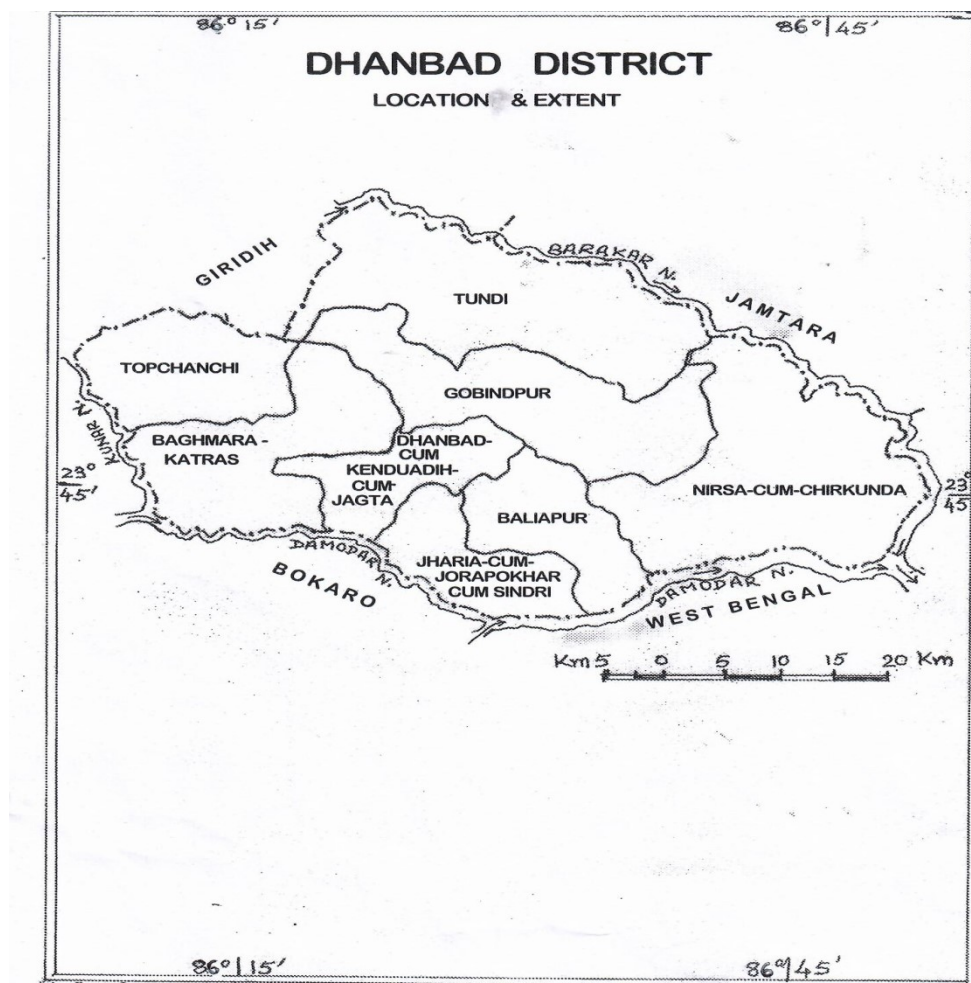 86°15' 86°45'
DHANBAD DISTRICT
LOCATION & EXTENT
GIRIDIH
BARAKAR N.
TUNDI
JAMTARA
TOPCHANCHI
GOBINDPUR
KUNAR N.
BAGHMARA -
KATRAS
DHANBAD-
CUM
KENDUADIH-
CUM-
JAGTA
23°
45'
23°
45'
NIRSA-CUM-CHIRKUNDA
BALIAPUR
DAMODAR N.
BOKARO
JHARIA-CUM-
JORAPOKHAR
CUM SINDRI
DAMODAR N.
WEST BENGAL
Km 5 0 5 10 15 20 Km
86°15' 86°45'